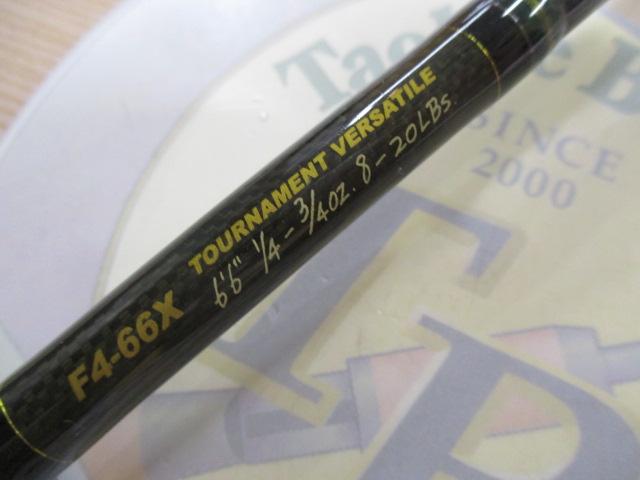 F4-66X TOURNAMENT VERSATILE
6'6" 1/4-3/4OZ. 8-20LBS.
SINCE
2000